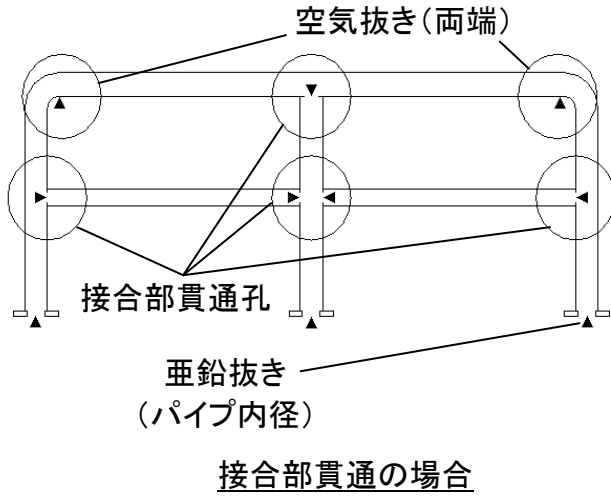 空気抜き(両端)
接合部貫通孔
亜鉛抜き
(パイプ内径)
接合部貫通の場合